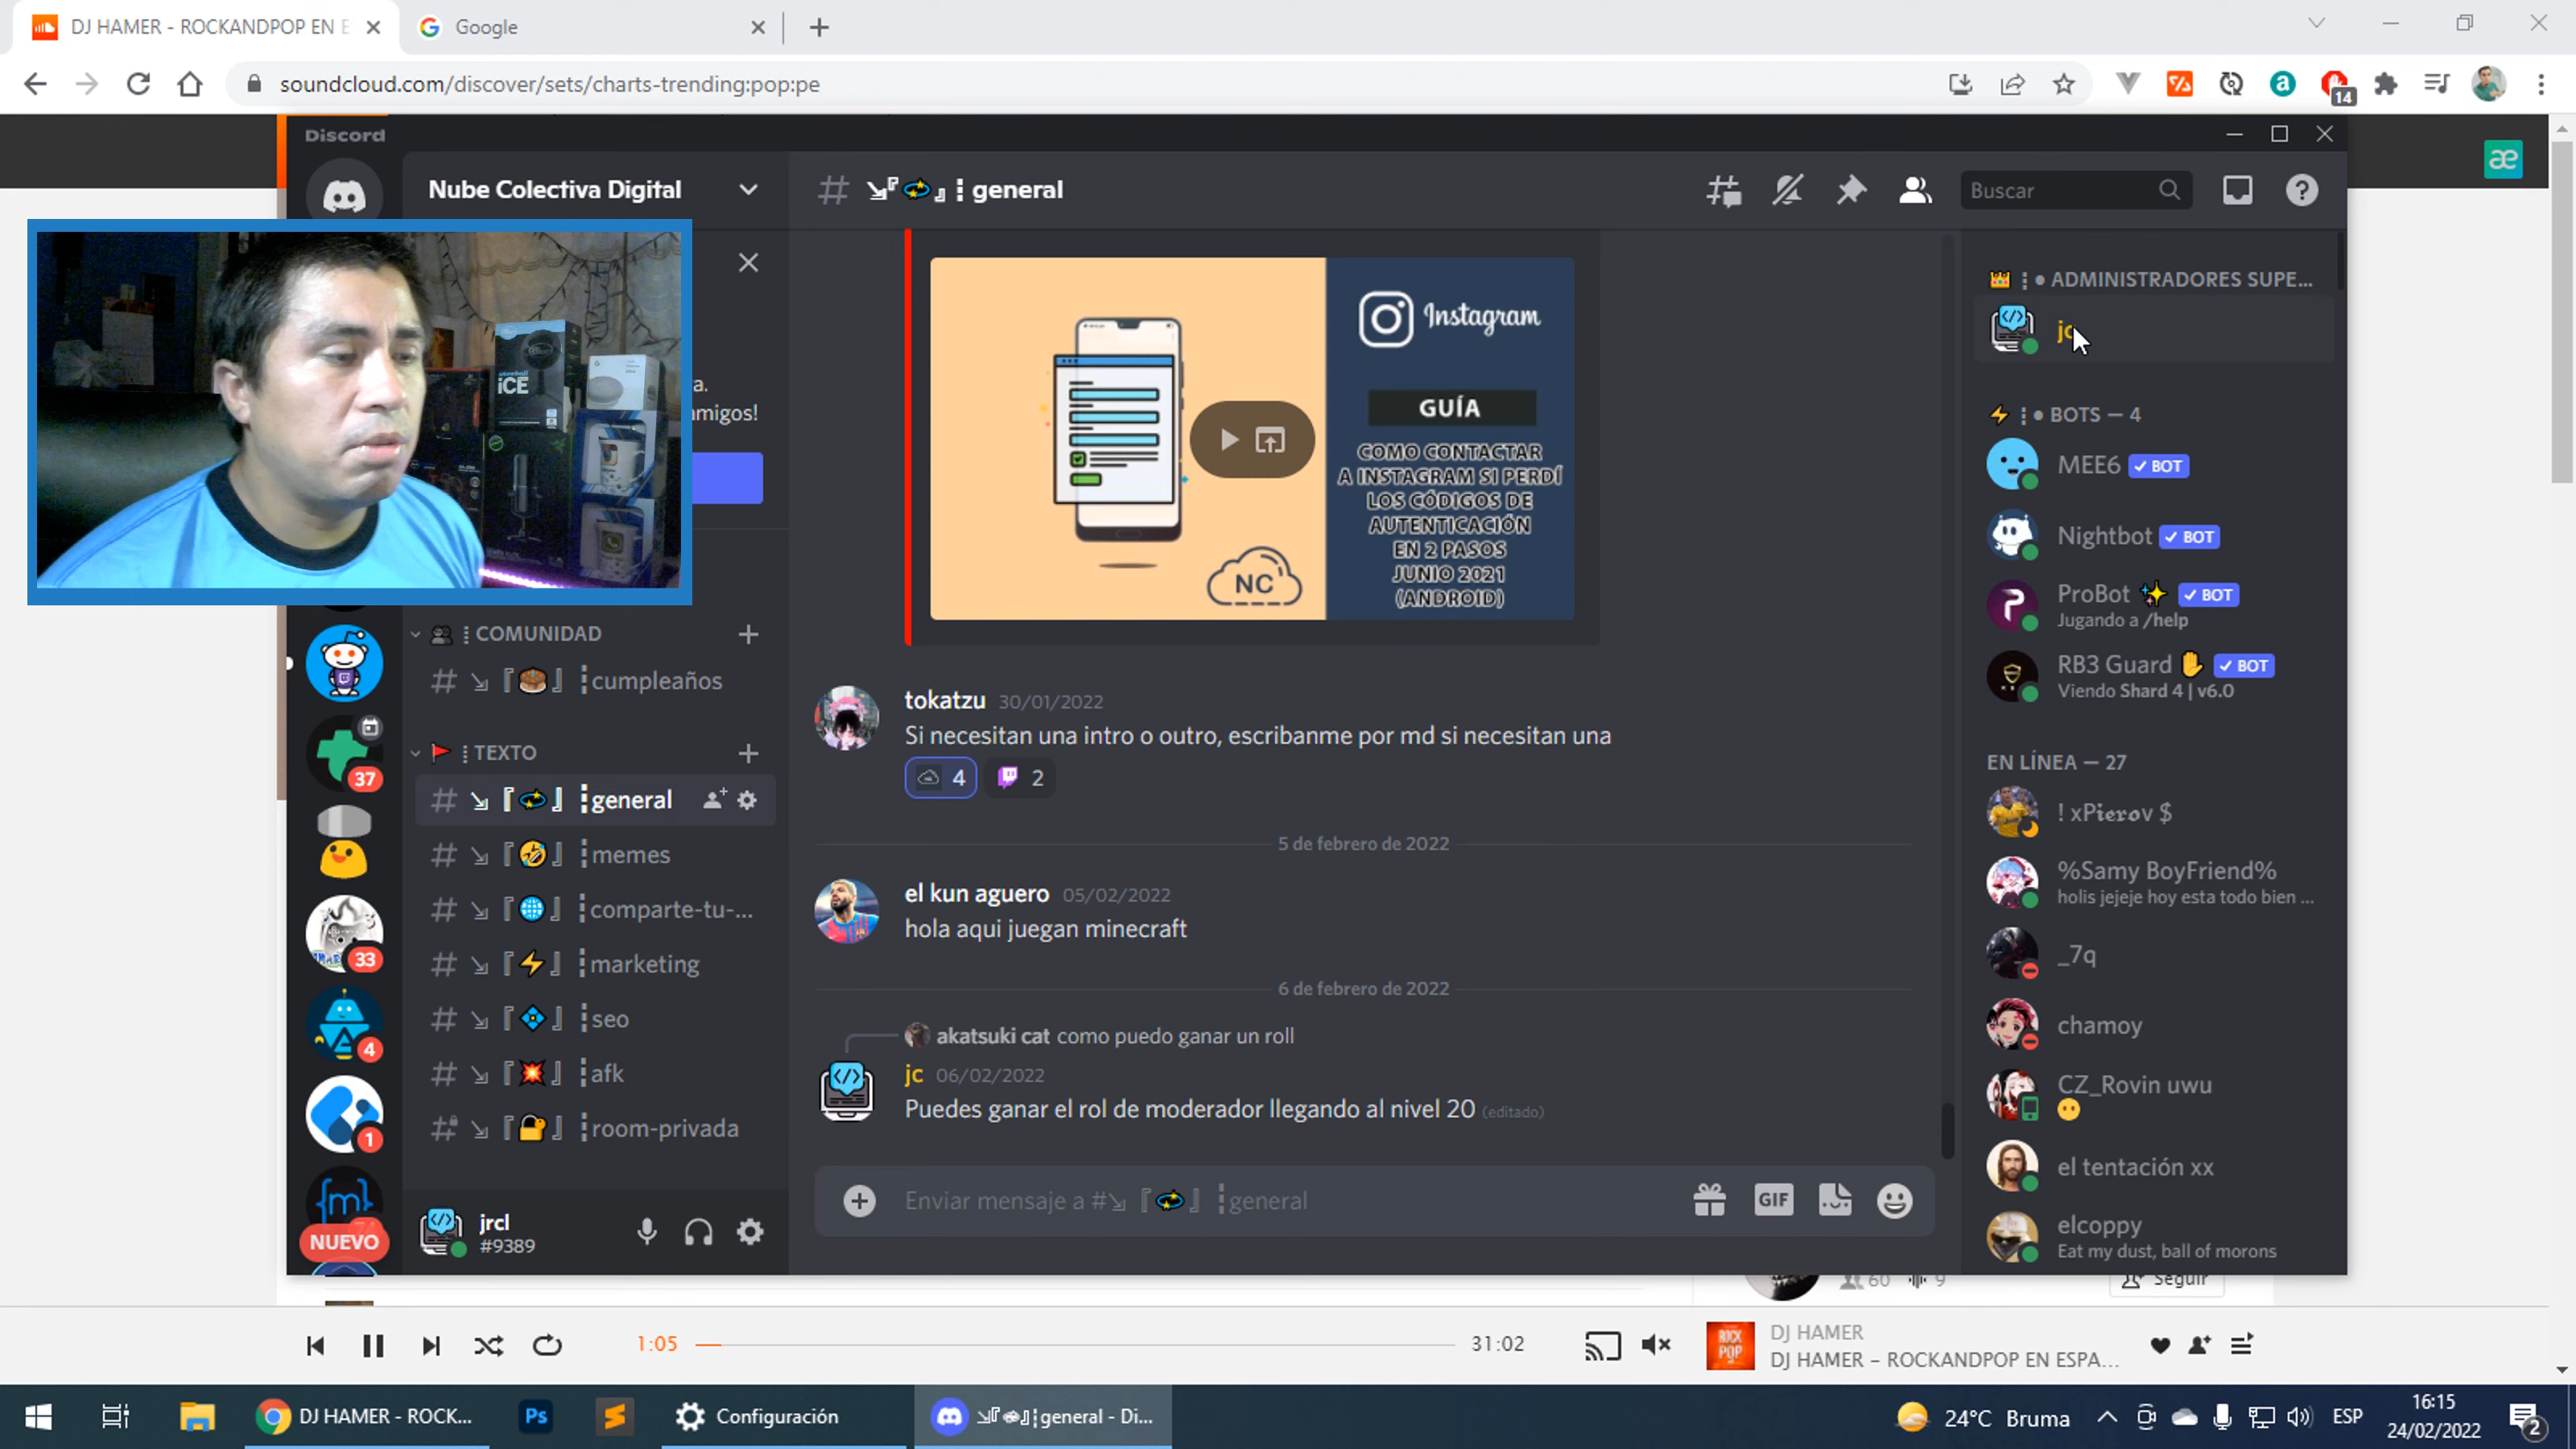 DJ HAMER - ROCKANDPOP EN E
Google
soundcloud.com/discover/sets/charts-trending:pop:pe
14
Discord
Nube Colectiva Digital
general
Buscar
a.
amigos!
iCE
COMUNIDAD
cumpleaños
TEXTO
general
memes
comparte-tu-...
marketing
seo
afk
room-privada
37
33
4
1
NUEVO
jrcl
#9389
Instagram
GUÍA
COMO CONTACTAR
A INSTAGRAM SI PERDÍ
LOS CÓDIGOS DE
AUTENTICACIÓN
EN 2 PASOS
JUNIO 2021
(ANDROID)
NC
tokatzu 30/01/2022
Si necesitan una intro o outro, escribanme por md si necesitan una
4 2
5 de febrero de 2022
el kun aguero 05/02/2022
hola aqui juegan minecraft
6 de febrero de 2022
akatsuki cat como puedo ganar un roll
jc 06/02/2022
Puedes ganar el rol de moderador llegando al nivel 20 (editado)
Enviar mensaje a # general
GIF
ADMINISTRADORES SUPE...
jc
BOTS — 4
MEE6 BOT
Nightbot BOT
ProBot BOT
Jugando a /help
RB3 Guard BOT
Viendo Shard 4 | v6.0
EN LÍNEA — 27
! xPierov $
%Samy BoyFriend%
holis jejeje hoy esta todo bien ...
_7q
chamoy
CZ_Rovin uwu
el tentación xx
elcoppy
Eat my dust, ball of morons
60 9
Seguir
1:05
31:02
ROCK POP
DJ HAMER
DJ HAMER – ROCKANDPOP EN ESPA...
DJ HAMER - ROCK...
Ps
Configuración
general - Di...
24°C Bruma
ESP
16:15
24/02/2022
2